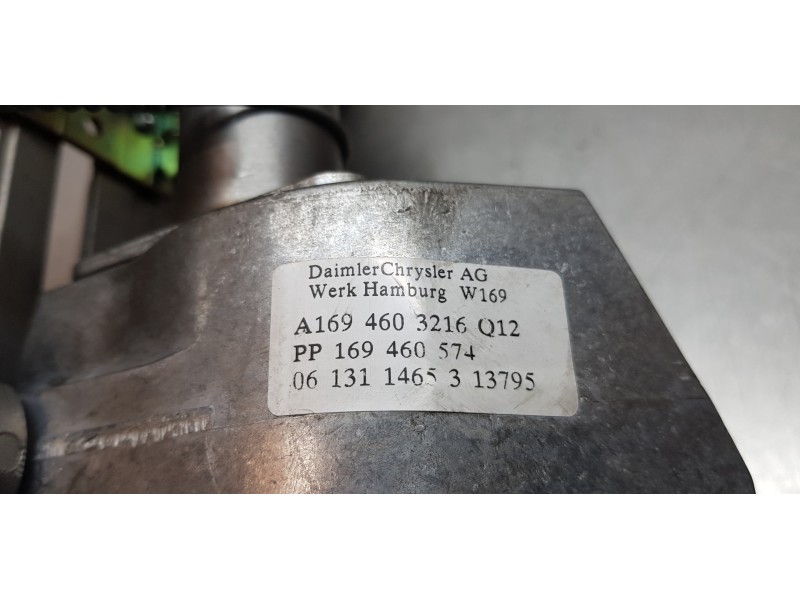 DaimlerChrysler AG
Werk Hamburg W169
A169 460 3216 Q12
PP 169 460 574
06 131 1465 3 13795